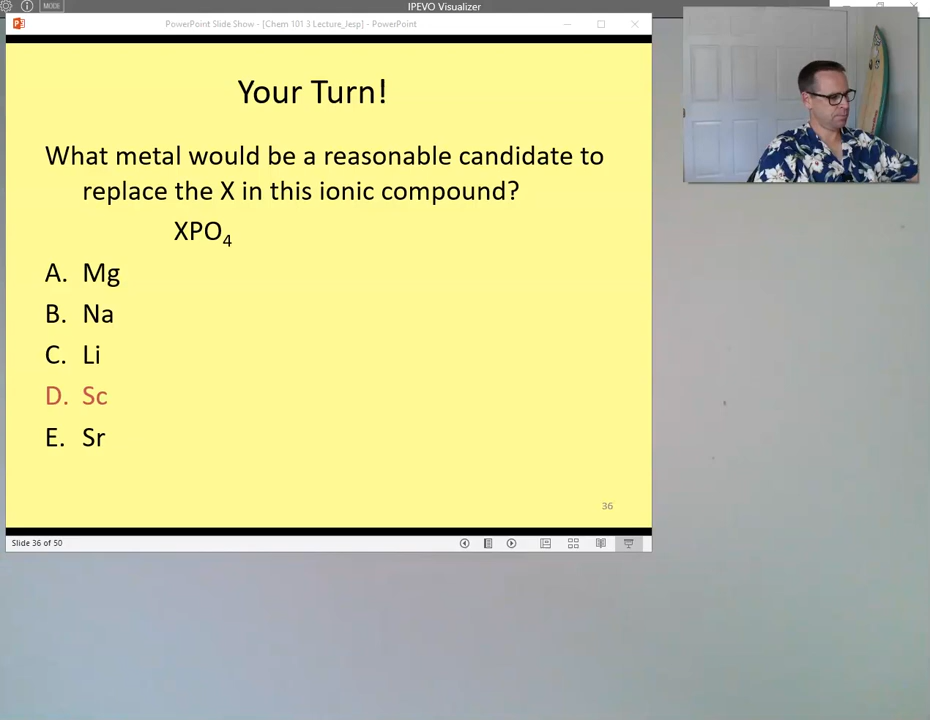 IPEVO Visualizer
MODE
PowerPoint Slide Show - [Chem 101 3 Lecture_Jesp] - PowerPoint
Your Turn!
What metal would be a reasonable candidate to
replace the X in this ionic compound?
XPO₄
A. Mg
B. Na
C. Li
D. Sc
E. Sr
36
Slide 36 of 50